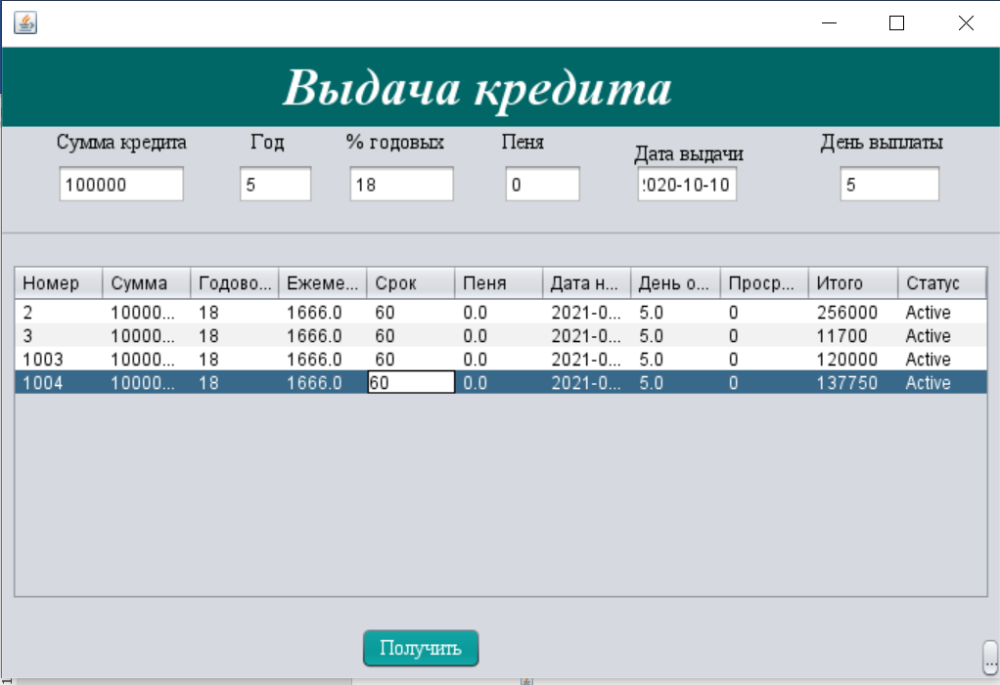 Выдача кредита
Сумма кредита Год % годовых Пеня Дата выдачи День выплаты
100000 5 18 0 2020-10-10 5
Номер Сумма Годово... Ежеме... Срок Пеня Дата н... День о... Проср... Итого Статус
2 10000... 18 1666.0 60 0.0 2021-0... 5.0 0 256000 Active
3 10000... 18 1666.0 60 0.0 2021-0... 5.0 0 11700 Active
1003 10000... 18 1666.0 60 0.0 2021-0... 5.0 0 120000 Active
1004 10000... 18 1666.0 60 0.0 2021-0... 5.0 0 137750 Active
Получить
...